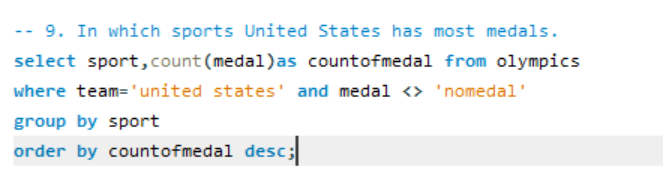 -- 9. In which sports United States has most medals.
select sport,count(medal)as countofmedal from olympics
where team='united states' and medal <> 'nomedal'
group by sport
order by countofmedal desc;